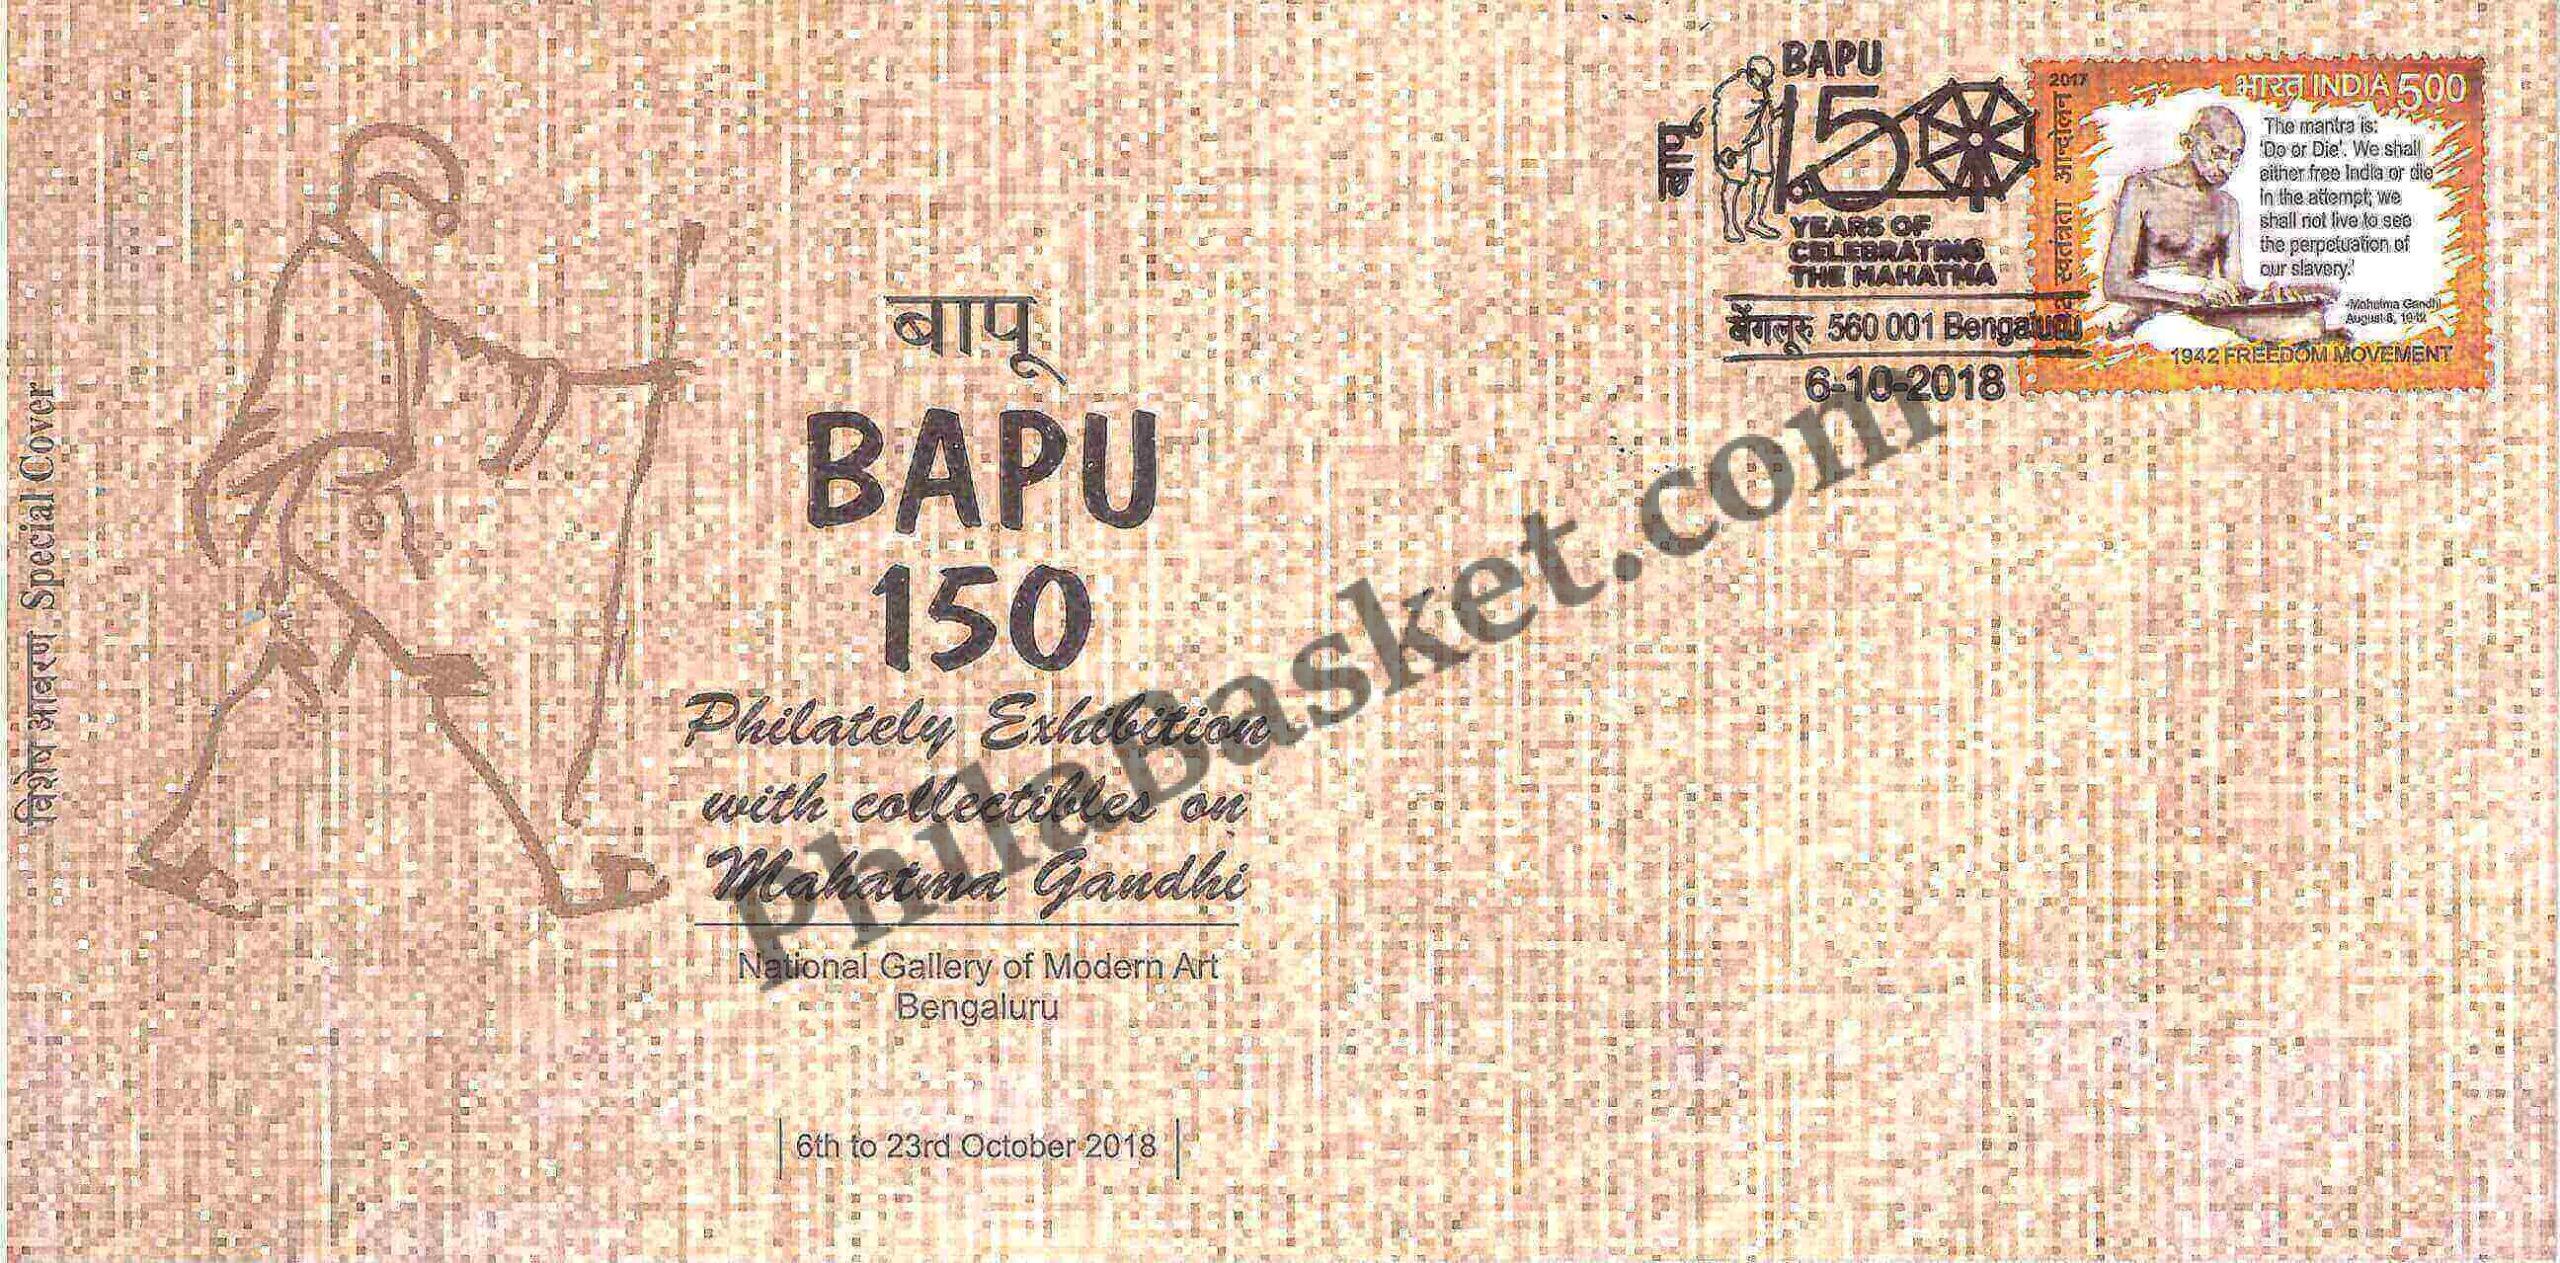 विशेष आवरण Special Cover
बापू
BAPU
150
Philately Exhibition
with collectibles on
Mahatma Gandhi
National Gallery of Modern Art
Bengaluru
6th to 23rd October 2018
बापू
BAPU
150
YEARS OF
CELEBRATING
THE MAHATMA
बेंगलूरु 560 001 Bengaluru
6-10-2018
2017
भारत INDIA 500
स्वतंत्रता आन्दोलन
The mantra is:
'Do or Die'. We shall
either free India or die
in the attempt; we
shall not live to see
the perpetuation of
our slavery.'
-Mahatma Gandhi
August 8, 1942
1942 FREEDOM MOVEMENT
PhilaBasket.com